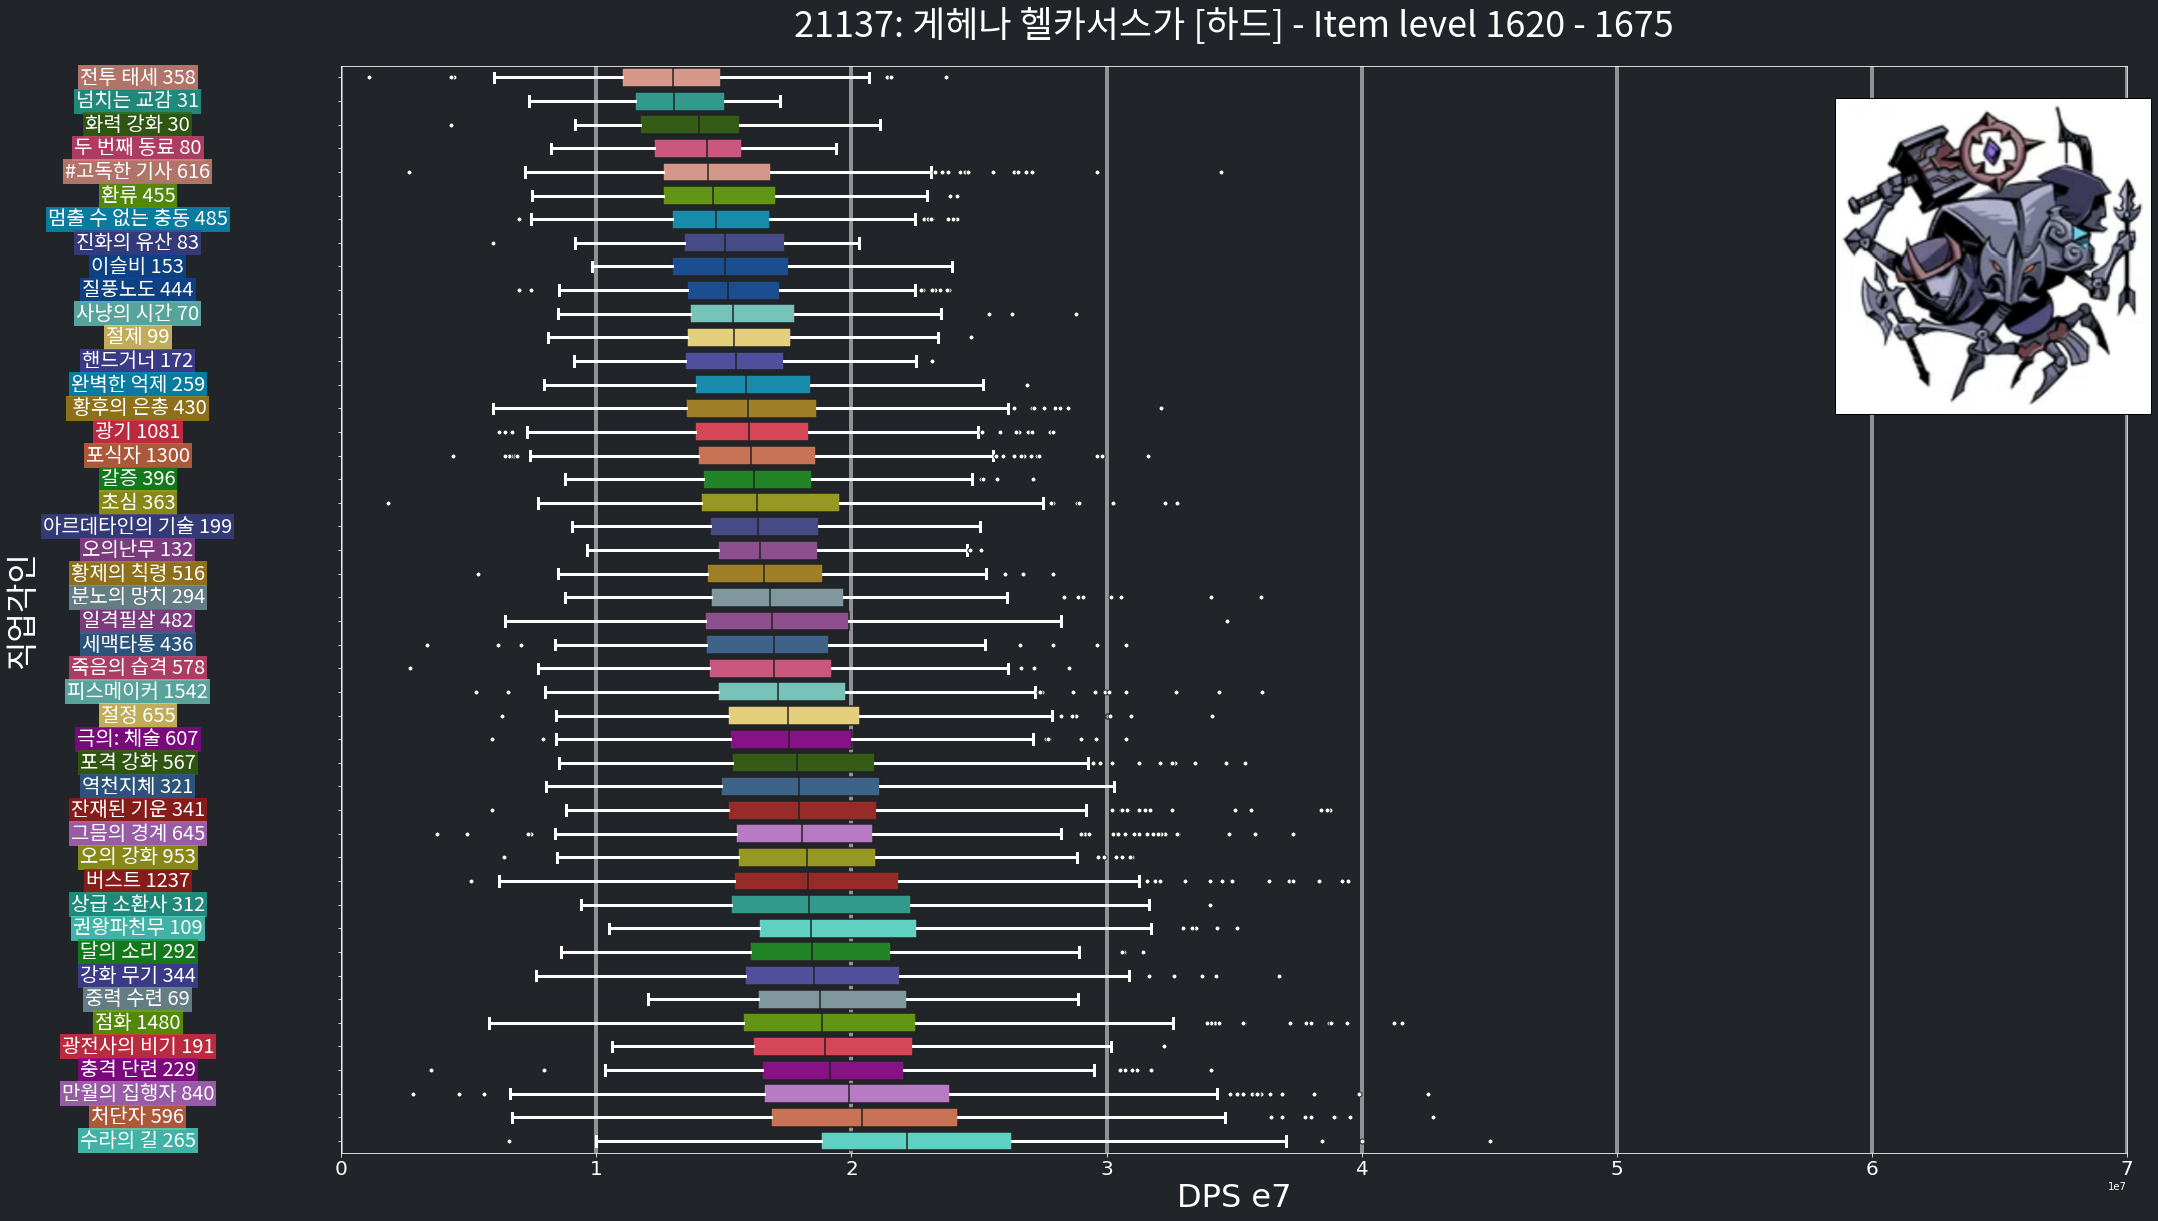 21137: 게헤나 헬카서스가 [하드] - Item level 1620 - 1675
직업각인
전투 태세 358
넘치는 교감 31
화력 강화 30
두 번째 동료 80
#고독한 기사 616
환류 455
멈출 수 없는 충동 485
진화의 유산 83
이슬비 153
질풍노도 444
사냥의 시간 70
절제 99
핸드거너 172
완벽한 억제 259
황후의 은총 430
광기 1081
포식자 1300
갈증 396
초심 363
아르데타인의 기술 199
오의난무 132
황제의 칙령 516
분노의 망치 294
일격필살 482
세맥타통 436
죽음의 습격 578
피스메이커 1542
절정 655
극의: 체술 607
포격 강화 567
역천지체 321
잔재된 기운 341
그믐의 경계 645
오의 강화 953
버스트 1237
상급 소환사 312
권왕파천무 109
달의 소리 292
강화 무기 344
중력 수련 69
점화 1480
광전사의 비기 191
충격 단련 229
만월의 집행자 840
처단자 596
수라의 길 265
0 1 2 3 4 5 6 7
1e7
DPS e7